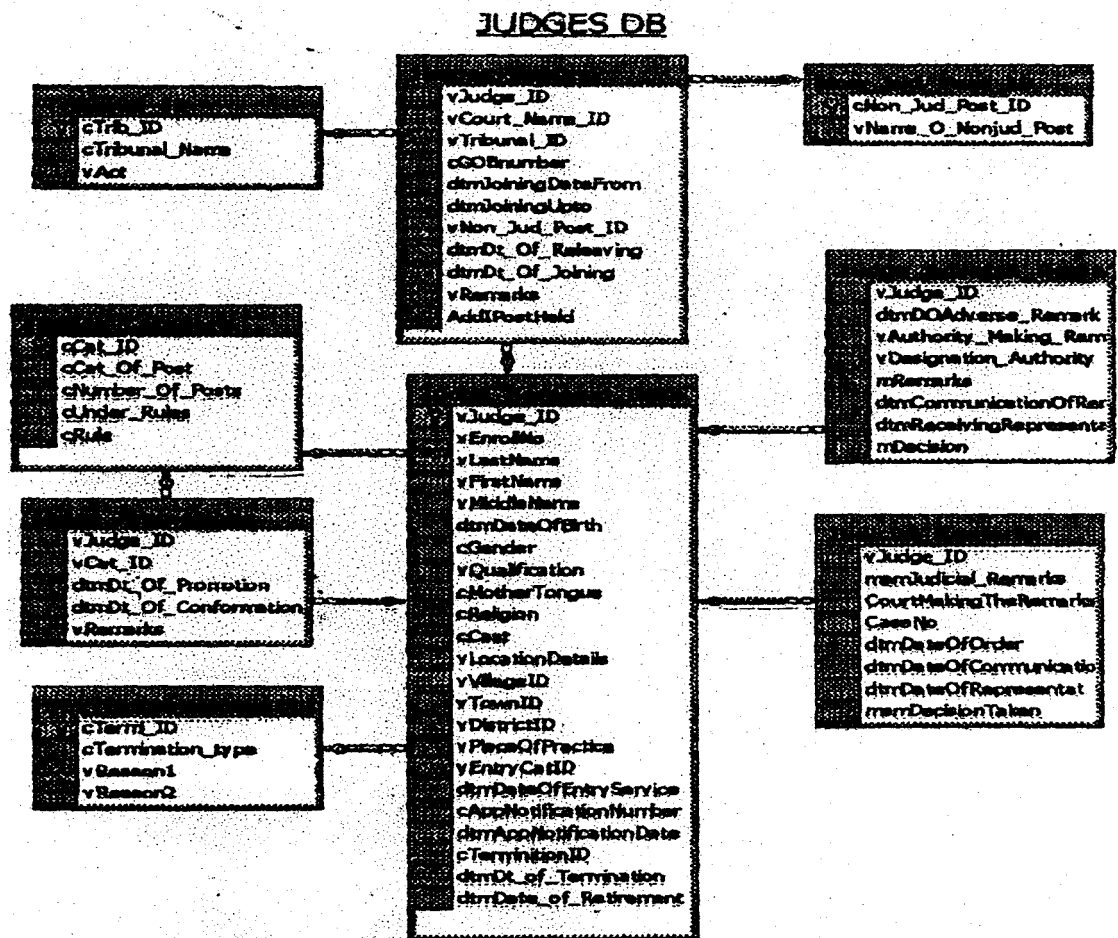 JUDGES DB
cTrib_ID
cTribunal_Name
vAct
vJudge_ID
vCourt_Name_ID
vTribunal_ID
cGOBnumber
dtmJoiningDateFrom
dtmJoiningUpto
vNon_Jud_Post_ID
dtmDt_Of_Releaving
dtmDt_Of_Joining
vRemarks
AddlPostHeld
cNon_Jud_Post_ID
vName_O_Nonjud_Post
cCat_ID
cCat_Of_Post
cNumber_Of_Posts
cUnder_Rules
cRule
vJudge_ID
dtmDOAdverse_Remark
vAuthority_Making_Rem
vDesignation_Authority
mRemarks
dtmCommunicationOfRer
dtmReceivingRepresenta
mDecision
vJudge_ID
vCat_ID
dtmDt_Of_Promotion
dtmDt_Of_Conformation
vRemarks
vJudge_ID
vEnrollNo
vLastName
vFirstName
vMiddleName
dtmDateOfBirth
cGender
vQualification
cMotherTongue
cReligion
cCast
vLocationDetails
vVillageID
vTownID
vDistrictID
vPlaceOfPractice
vEntryCatID
dtmDateOfEntryService
cAppNotificationNumber
dtmAppNotificationDate
cTerminitionID
dtmDt_of_Termination
dtmDate_of_Retirement
vJudge_ID
memJudicial_Remarks
CourtMakingTheRemarks
CaseNo
dtmDateOfOrder
dtmDateOfCommunicatio
dtmDateOfRepresentat
memDecisionTaken
cTermi_ID
cTermination_type
vReason1
vReason2